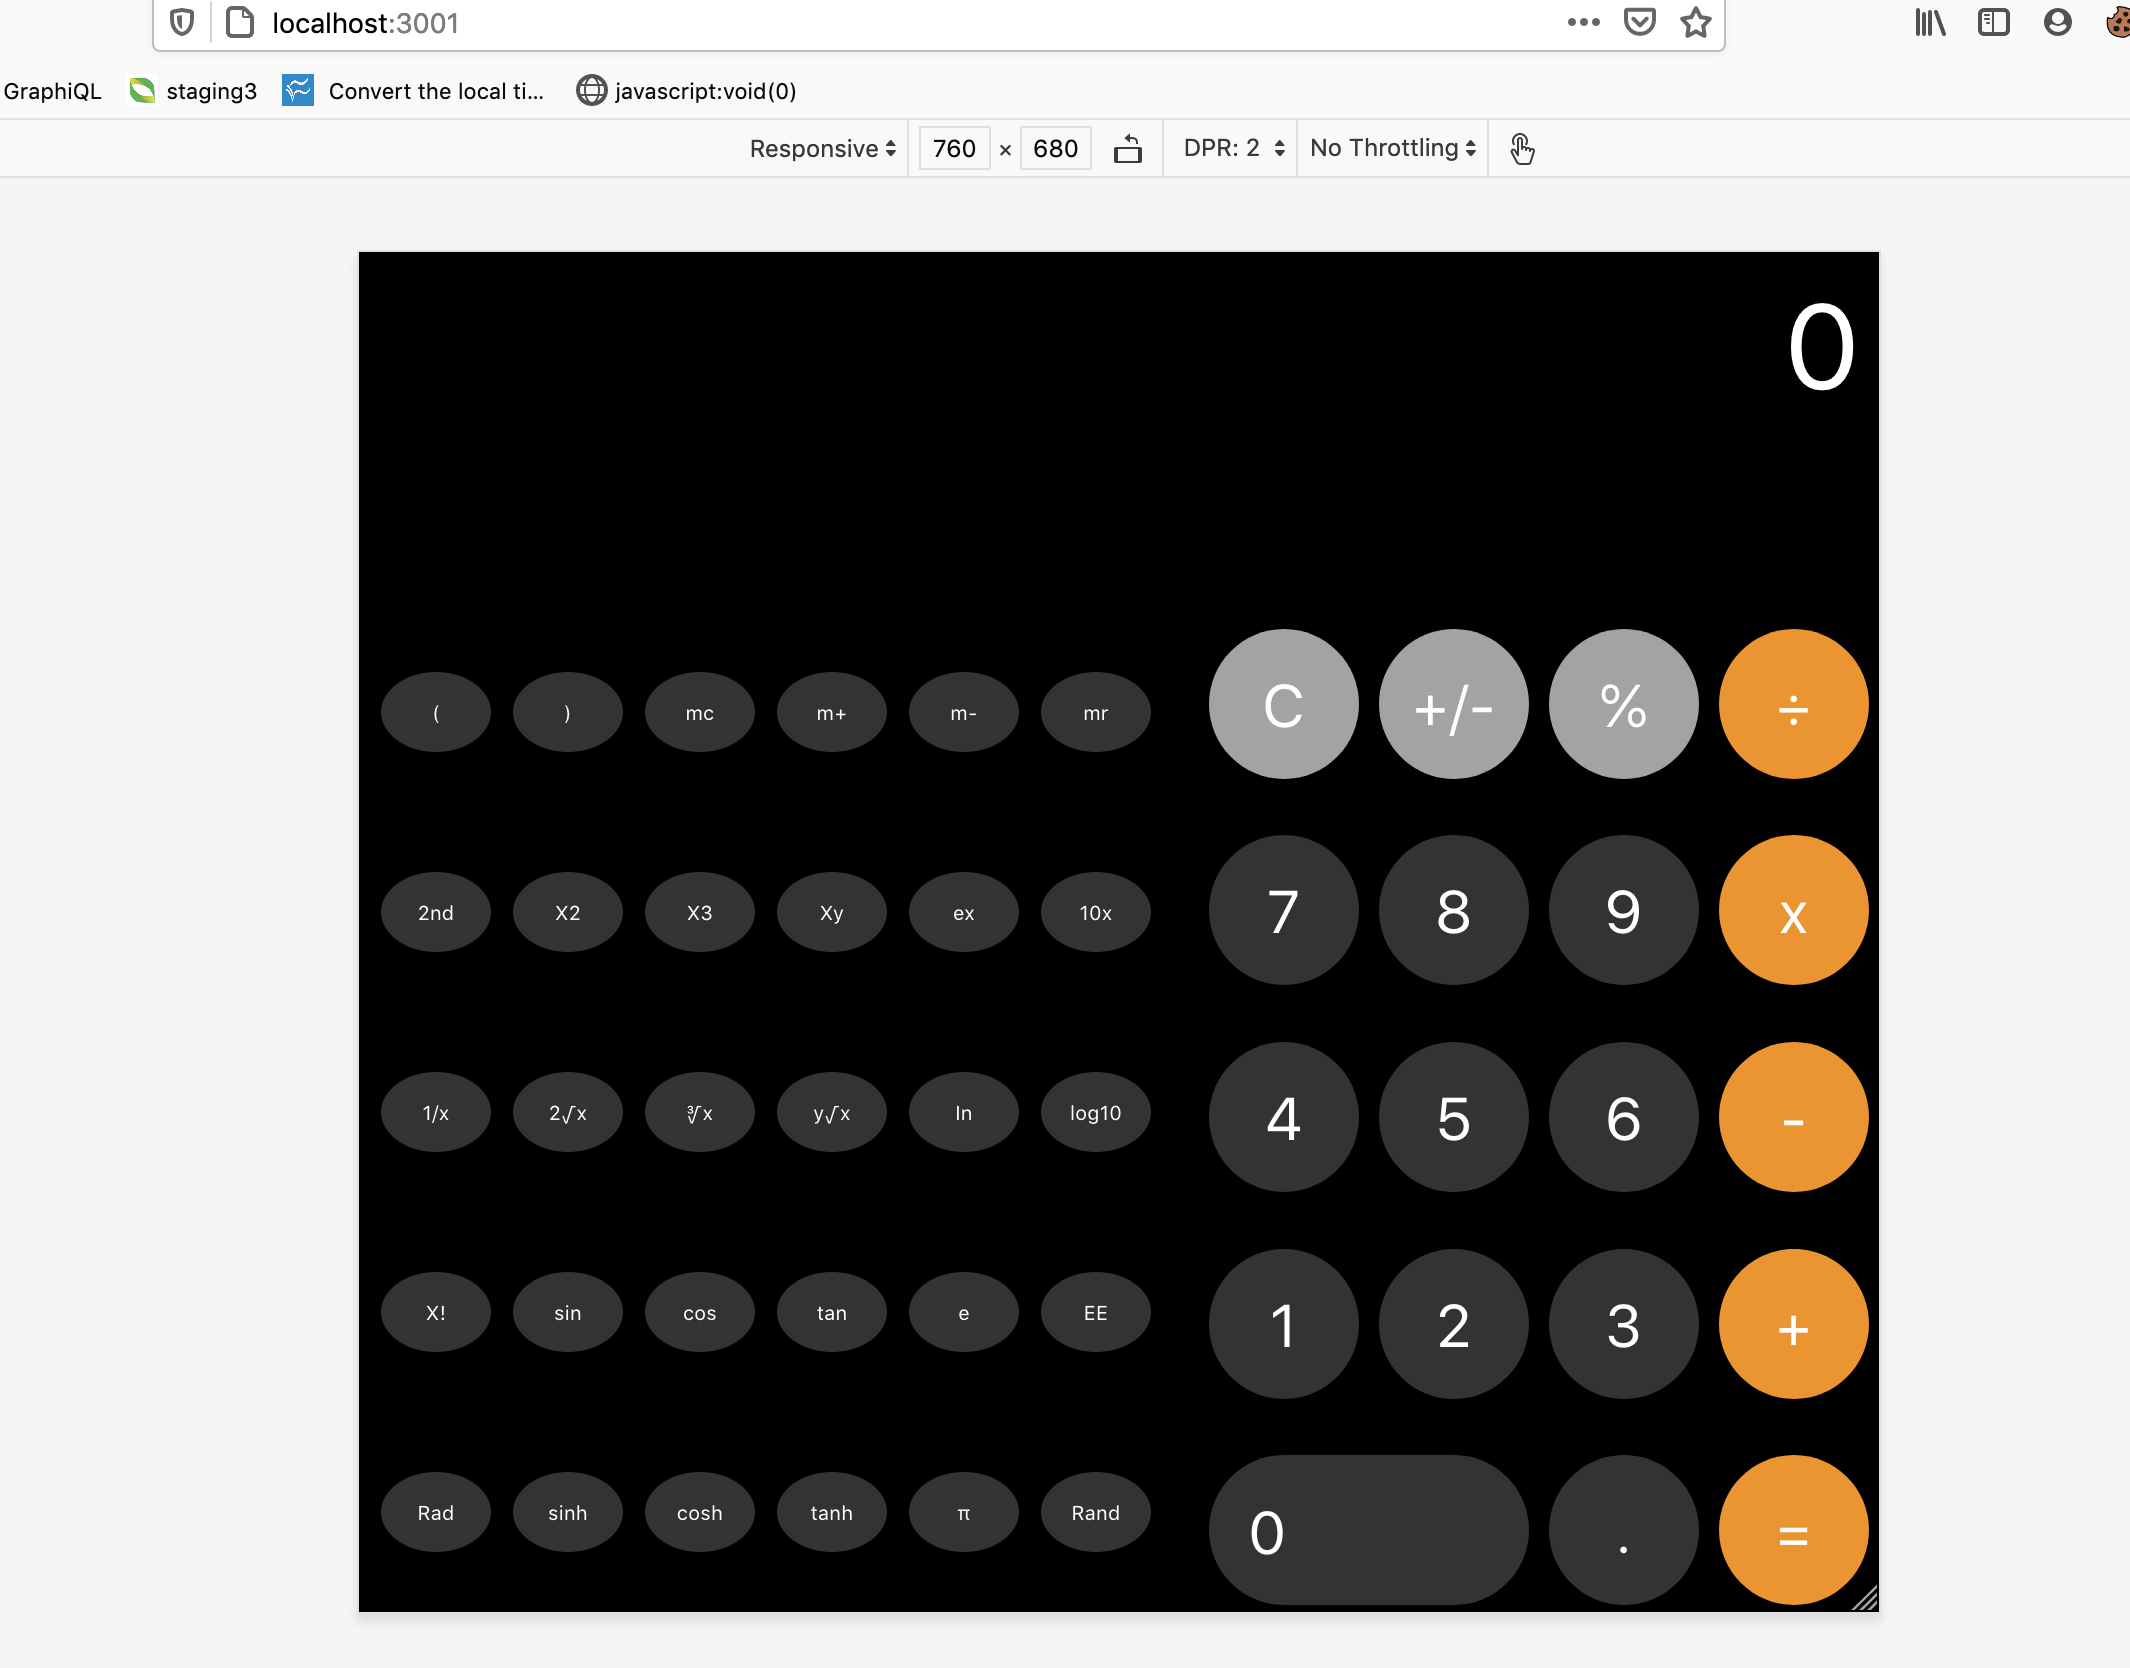 localhost:3001
GraphiQL staging3 Convert the local ti... javascript:void(0)
Responsive 760 × 680 DPR: 2 No Throttling
0
( ) mc m+ m- mr C +/- % ÷
2nd X2 X3 Xy ex 10x 7 8 9 x
1/x 2√x ∛x y√x ln log10 4 5 6 -
X! sin cos tan e EE 1 2 3 +
Rad sinh cosh tanh π Rand 0 . =